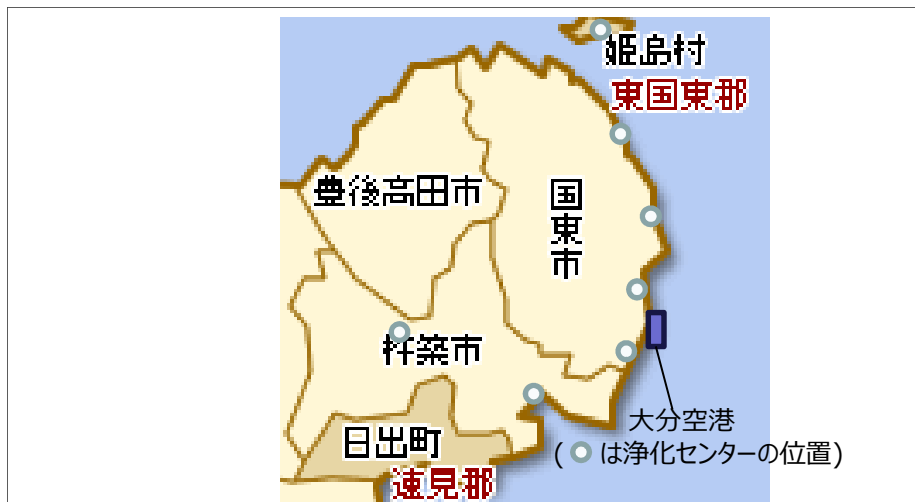 姫島村
東国東郡
豊後高田市
国東市
杵築市
大分空港
日出町
(○は浄化センターの位置)
速見郡